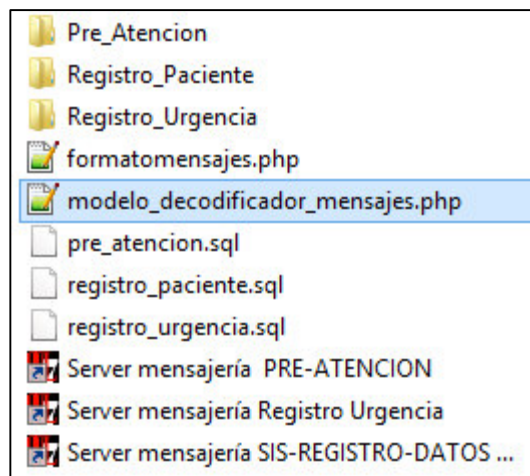 Pre_Atencion
Registro_Paciente
Registro_Urgencia
formatomensajes.php
modelo_decodificador_mensajes.php
pre_atencion.sql
registro_paciente.sql
registro_urgencia.sql
Server mensajería  PRE-ATENCION
Server mensajería Registro Urgencia
Server mensajería SIS-REGISTRO-DATOS ...